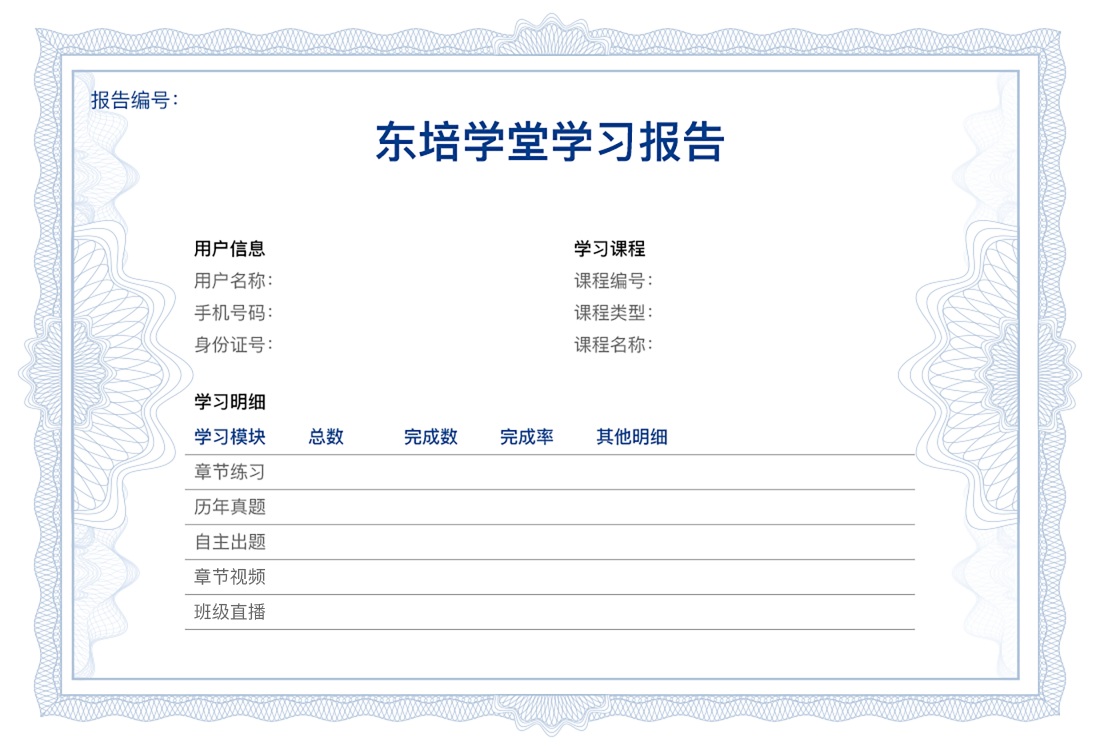 报告编号：
东培学堂学习报告
用户信息 学习课程
用户名称： 课程编号：
手机号码： 课程类型：
身份证号： 课程名称：
学习明细
学习模块 总数 完成数 完成率 其他明细
章节练习
历年真题
自主出题
章节视频
班级直播